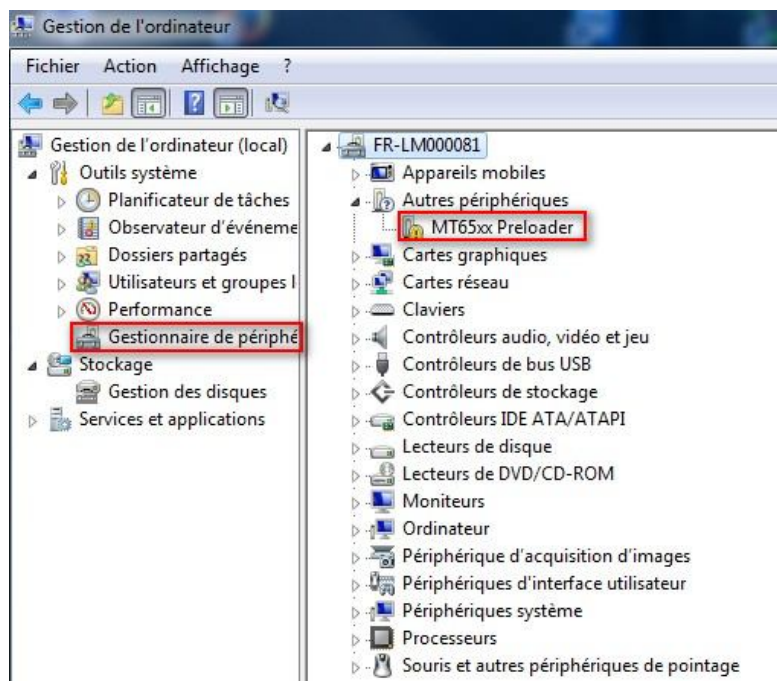 Gestion de l'ordinateur
Fichier Action Affichage ?
Gestion de l'ordinateur (local)
Outils système
Planificateur de tâches
Observateur d'événeme
Dossiers partagés
Utilisateurs et groupes l
Performance
Gestionnaire de périphé
Stockage
Gestion des disques
Services et applications
FR-LM000081
Appareils mobiles
Autres périphériques
MT65xx Preloader
Cartes graphiques
Cartes réseau
Claviers
Contrôleurs audio, vidéo et jeu
Contrôleurs de bus USB
Contrôleurs de stockage
Contrôleurs IDE ATA/ATAPI
Lecteurs de disque
Lecteurs de DVD/CD-ROM
Moniteurs
Ordinateur
Périphérique d'acquisition d'images
Périphériques d'interface utilisateur
Périphériques système
Processeurs
Souris et autres périphériques de pointage